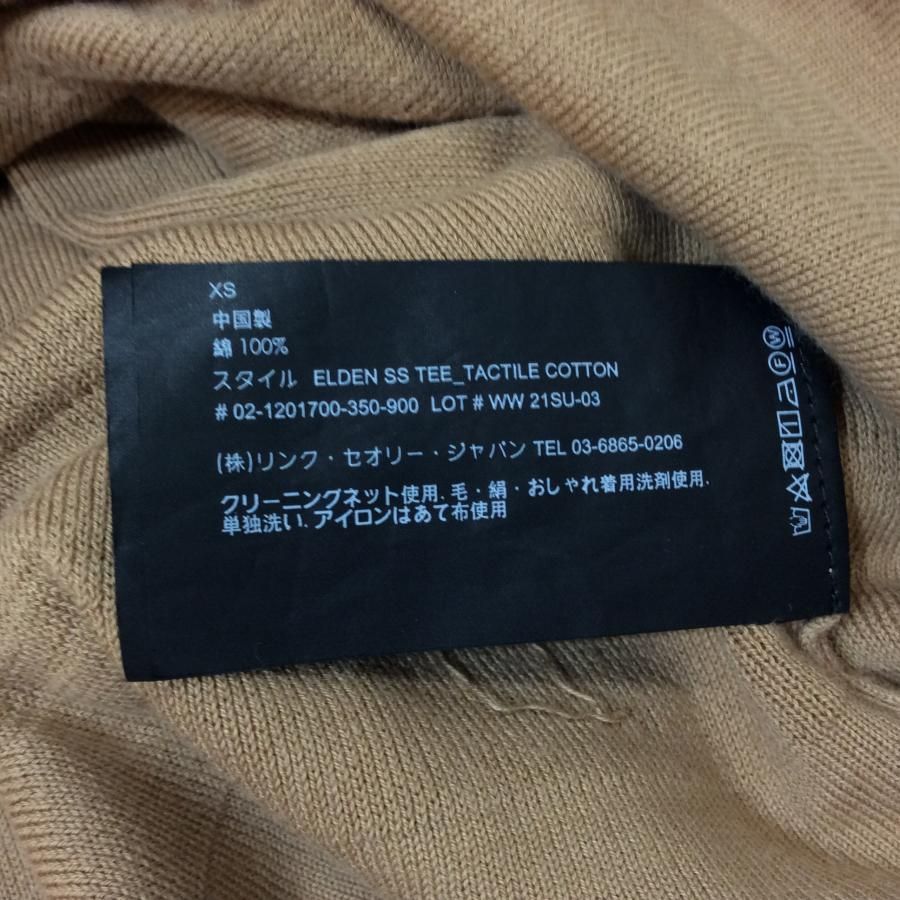 XS
中国製
綿 100%
スタイル ELDEN SS TEE_TACTILE COTTON
# 02-1201700-350-900 LOT # WW 21SU-03
(株)リンク・セオリー・ジャパン TEL 03-6865-0206
クリーニングネット使用. 毛・絹・おしゃれ着用洗剤使用.
単独洗い. アイロンはあて布使用
W
F